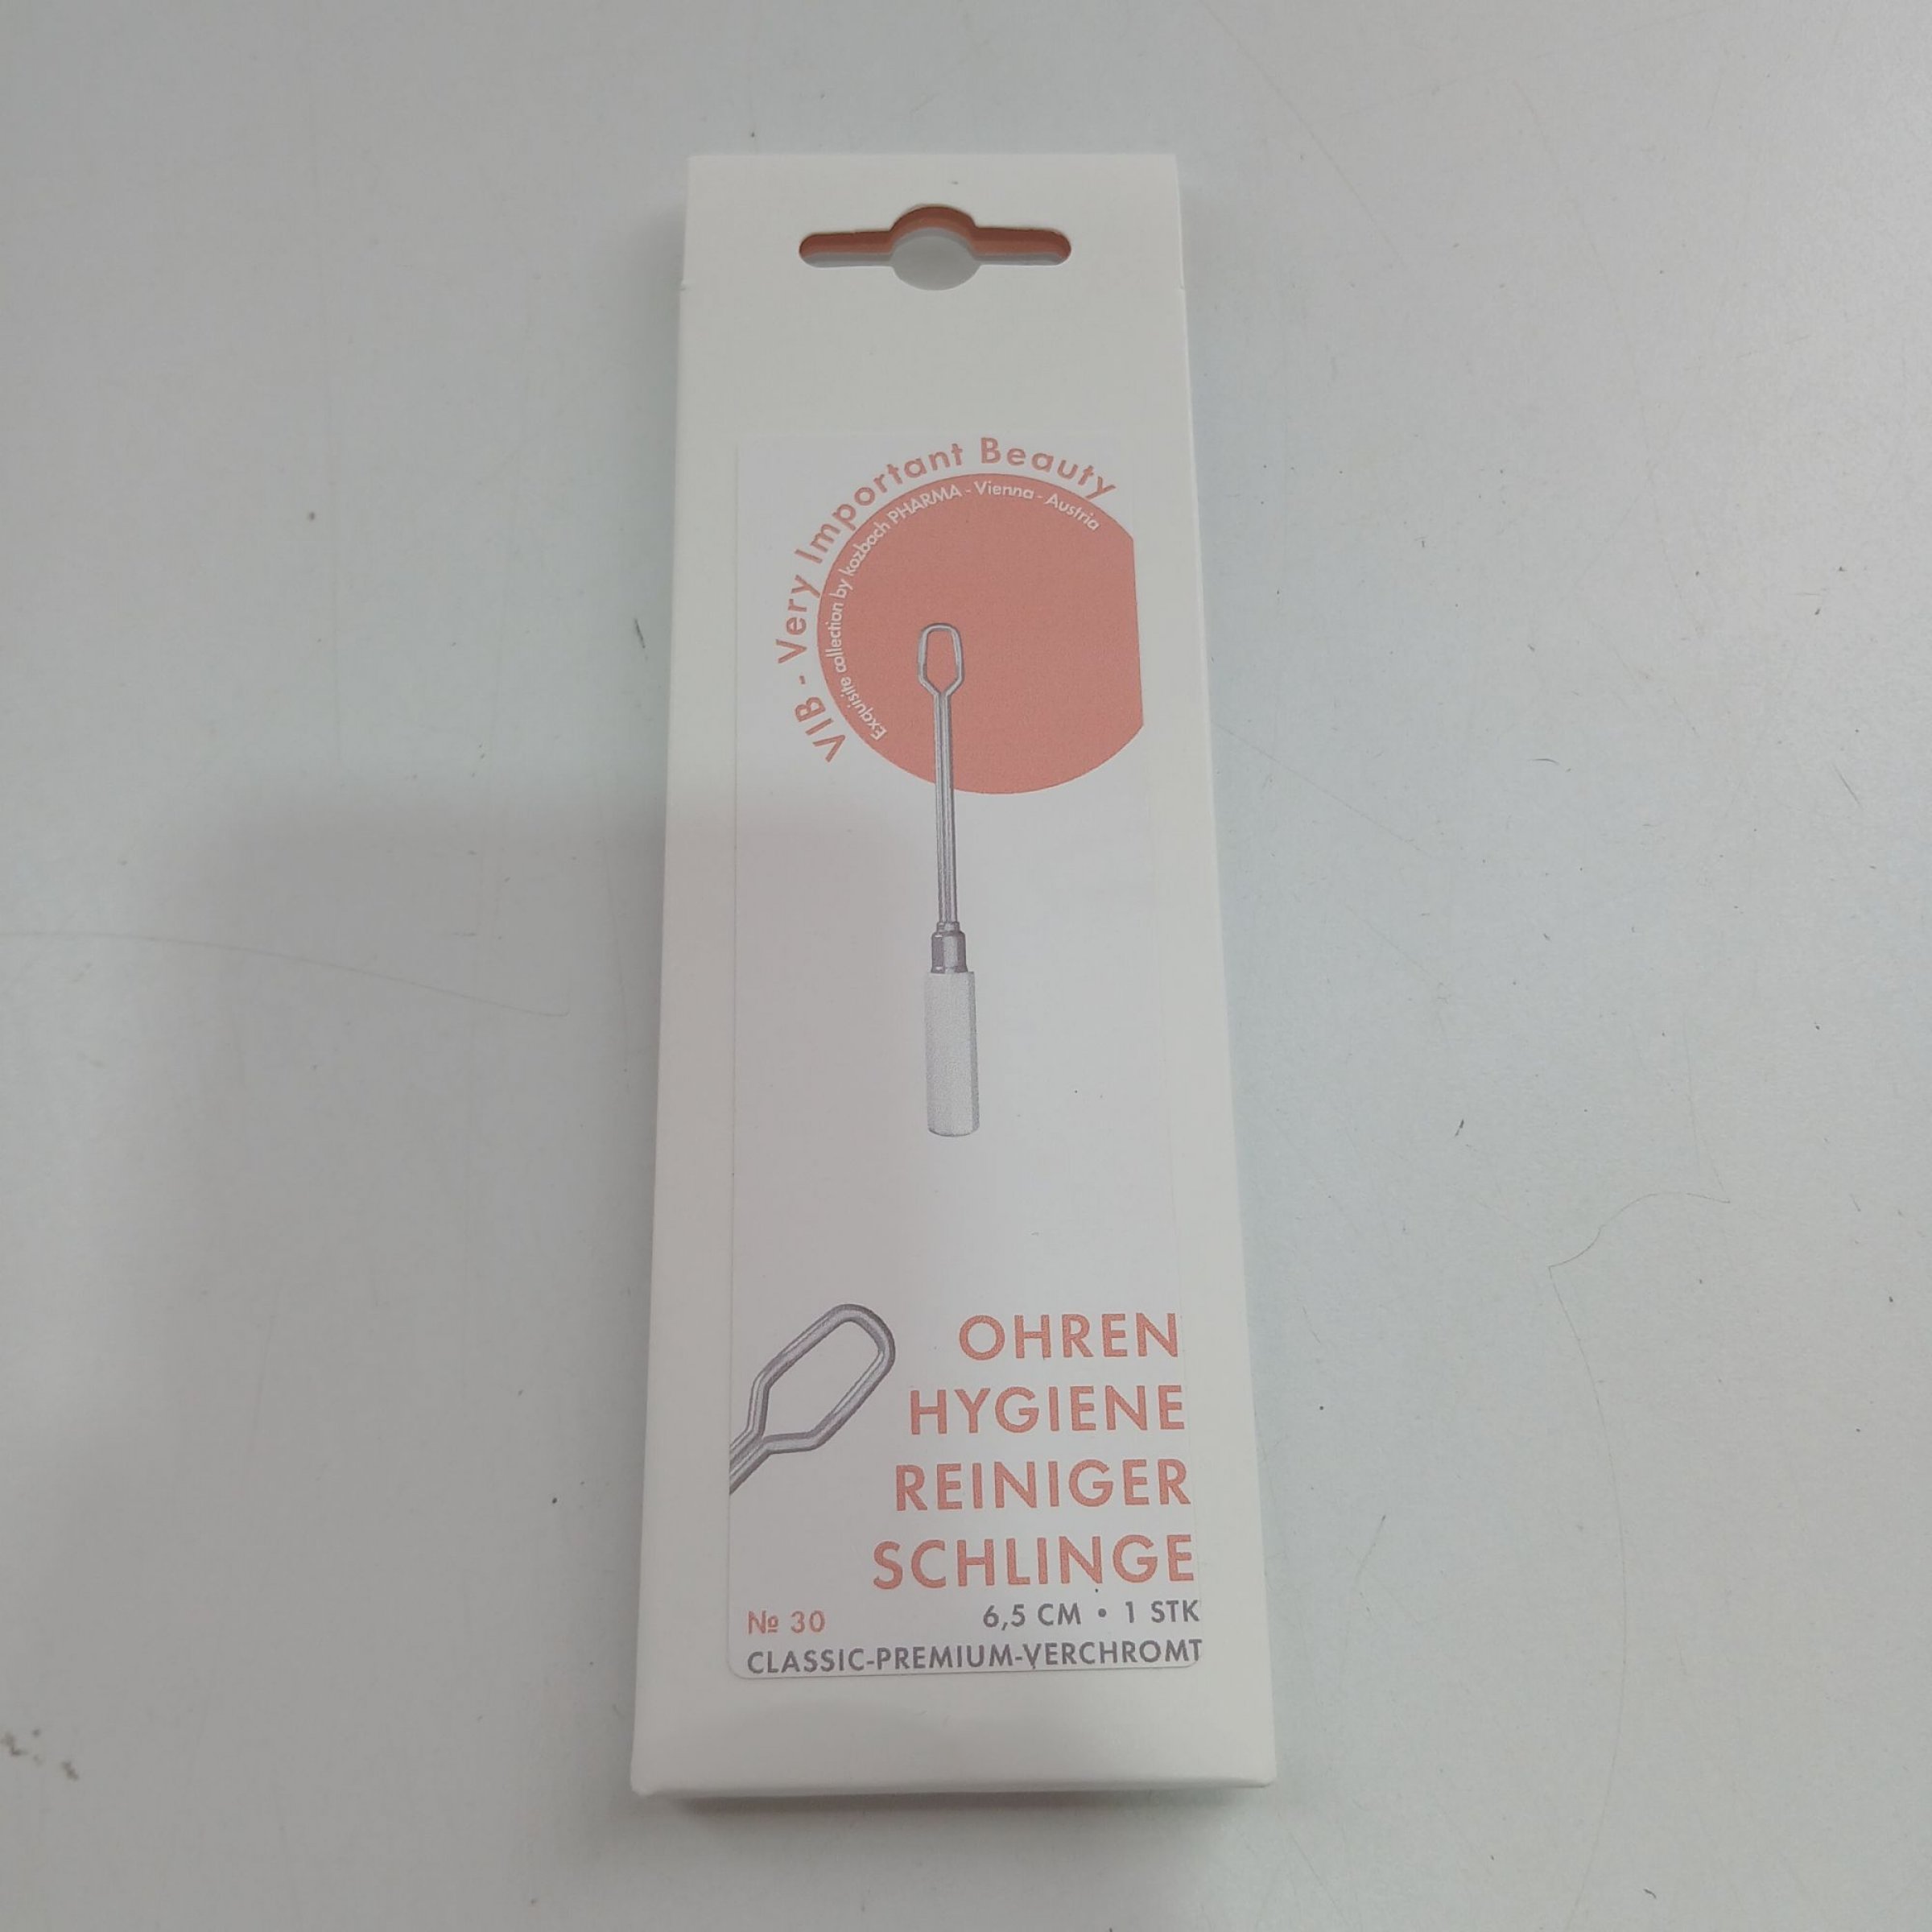 VIB - Very Important Beauty
Exquisite collection by kozbach PHARMA - Vienna - Austria
OHREN
HYGIENE
REINIGER
SCHLINGE
№ 30
6,5 CM • 1 STK
CLASSIC-PREMIUM-VERCHROMT